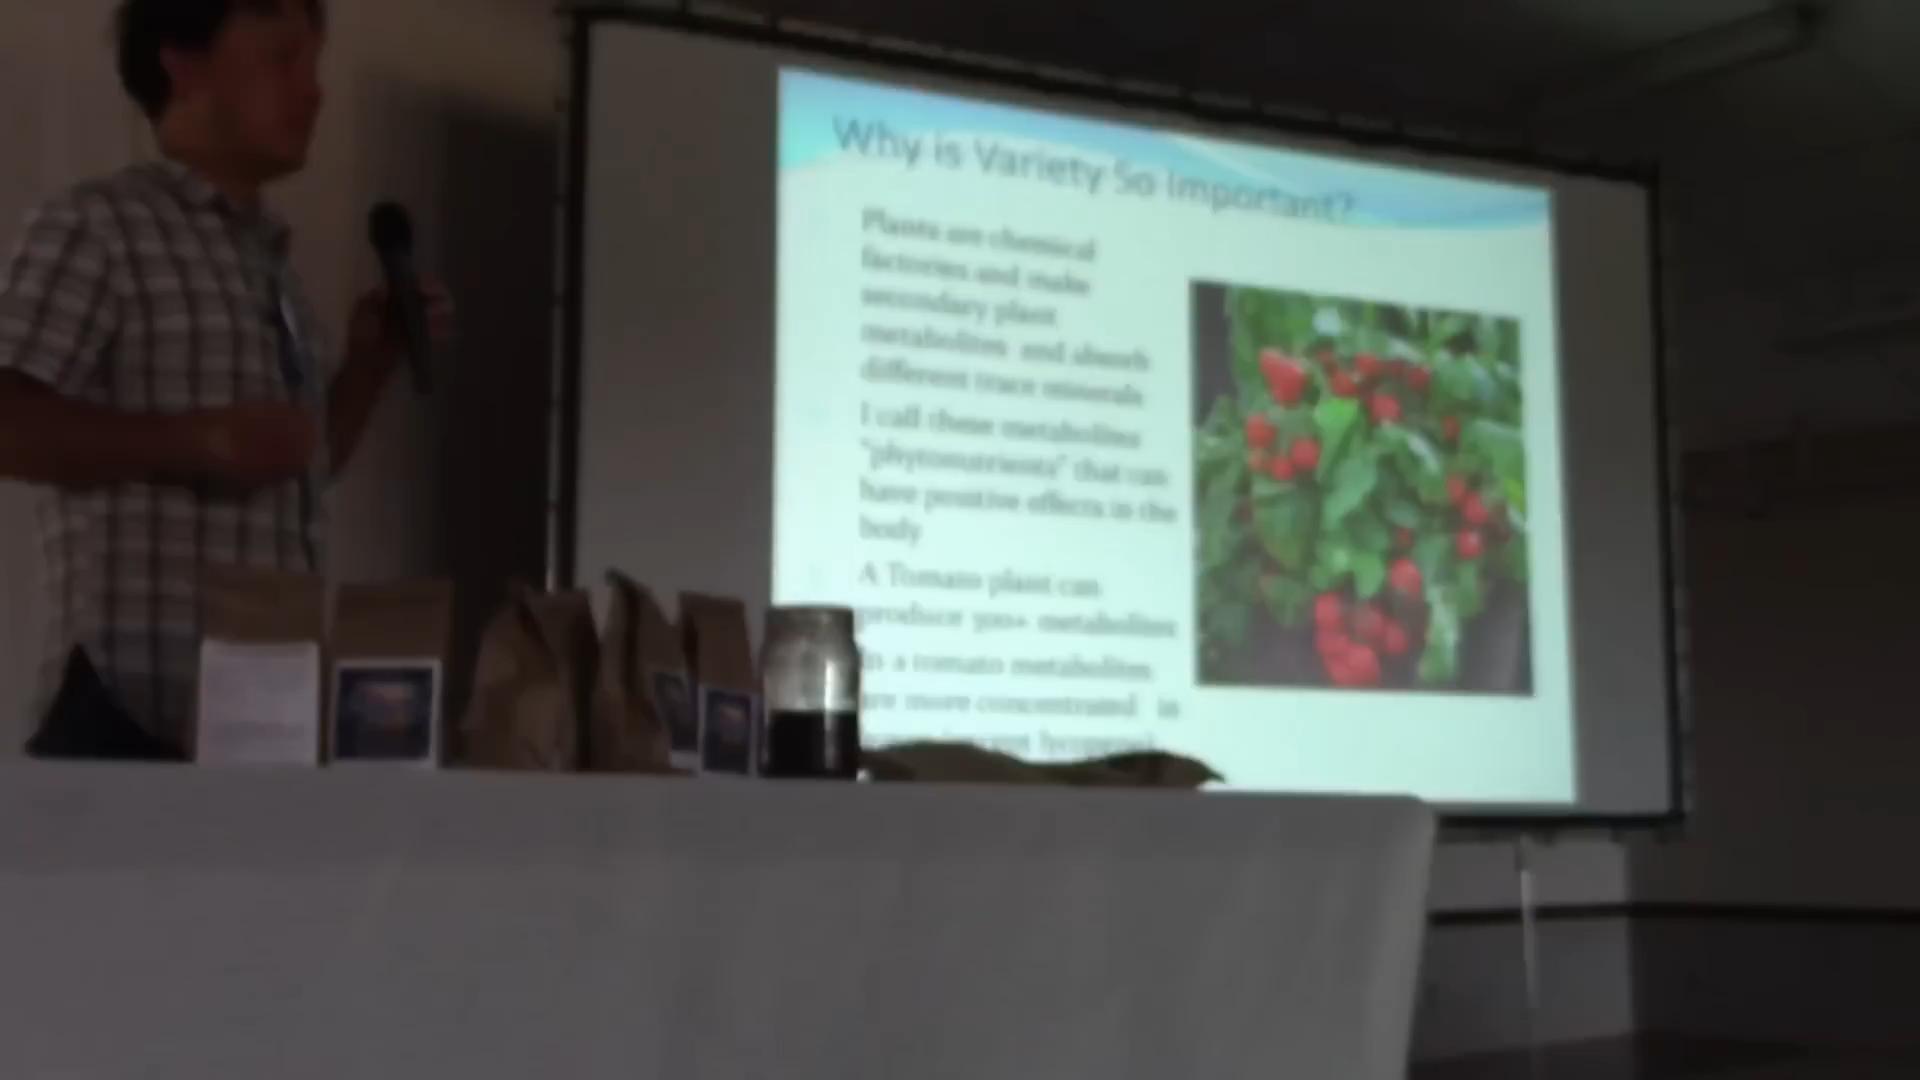 Why is Variety So Important?
Plants are chemical
factories and make
secondary plant
metabolites and absorb
different trace minerals
I call these metabolites
"phytonutrients" that can
have positive effects in the
body
A Tomato plant can
produce metabolites
In a tomato metabolites
are more concentrated in